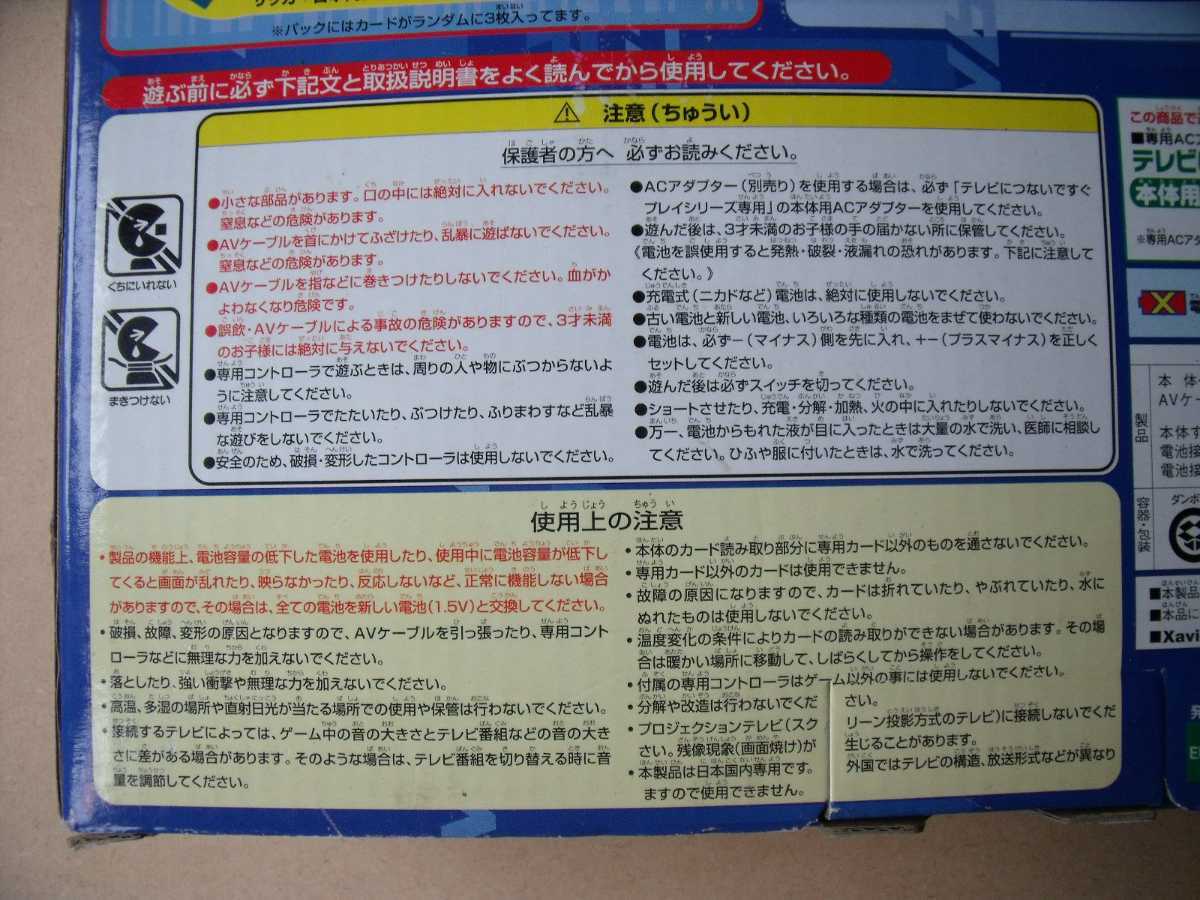 ※パックにはカードがランダムに3枚入ってます。
遊ぶ前に必ず下記文と取扱説明書をよく読んでから使用してください。
注意(ちゅうい)
保護者の方へ 必ずお読みください。
●小さな部品があります。口の中には絶対に入れないでください。
窒息などの危険があります。
●AVケーブルを首にかけてふざけたり、乱暴に遊ばないでください。
窒息などの危険があります。
●AVケーブルを指などに巻きつけたりしないでください。血がか
よわなくなり危険です。
●誤飲・AVケーブルによる事故の危険がありますので、3才未満
のお子様には絶対に与えないでください。
●専用コントローラで遊ぶときは、周りの人や物にぶつからないよ
うに注意してください。
●専用コントローラでたたいたり、ぶつけたり、ふりまわすなど乱暴
な遊びをしないでください。
●安全のため、破損・変形したコントローラは使用しないでください。
くちにいれない
まきつけない
●ACアダプター(別売り)を使用する場合は、必ず「テレビにつないですぐ
プレイシリーズ専用」の本体用ACアダプターを使用してください。
●遊んだ後は、3才未満のお子様の手の届かない所に保管してください。
《電池を誤使用すると発熱・破裂・液漏れの恐れがあります。下記に注意して
ください。》
●充電式(ニカドなど)電池は、絶対に使用しないでください。
●古い電池と新しい電池、いろいろな種類の電池をまぜて使わないでください。
●電池は、必ず−(マイナス)側を先に入れ、+−(プラスマイナス)を正しく
セットしてください。
●遊んだ後は必ずスイッチを切ってください。
●ショートさせたり、充電・分解・加熱、火の中に入れたりしないでください。
●万一、電池からもれた液が目に入ったときは大量の水で洗い、医師に相談し
てください。ひふや服に付いたときは、水で洗ってください。
使用上の注意
・製品の機能上、電池容量の低下した電池を使用したり、使用中に電池容量が低下し
てくると画面が乱れたり、映らなかったり、反応しないなど、正常に機能しない場合
がありますので、その場合は、全ての電池を新しい電池(1.5V)と交換してください。
・破損、故障、変形の原因となりますので、AVケーブルを引っ張ったり、専用コント
ローラなどに無理な力を加えないでください。
・落としたり、強い衝撃や無理な力を加えないでください。
・高温、多湿の場所や直射日光が当たる場所での使用や保管は行わないでください。
・接続するテレビによっては、ゲーム中の音の大きさとテレビ番組などの音の大き
さに差がある場合があります。そのような場合は、テレビ番組を切り替える時に音
量を調節してください。
・本体のカード読み取り部分に専用カード以外のものを通さないでください。
・専用カード以外のカードは使用できません。
・故障の原因になりますので、カードは折れていたり、やぶれていたり、水に
ぬれたものは使用しないでください。
・温度変化の条件によりカードの読み取りができない場合があります。その場
合は暖かい場所に移動して、しばらくしてから操作をしてください。
・付属の専用コントローラはゲーム以外の事には使用しないでください。
・分解や改造は行わないでくだ
さい。
・プロジェクションテレビ(スク
リーン投影方式のテレビ)に接続しないでくだ
さい。残像現象(画面焼け)が
生じることがあります。
・本製品は日本国内専用です。
外国ではテレビの構造、放送形式などが異なり
ますので使用できません。
この商品で
■専用AC
テレビ
本体用
※専用ACア
本 体
AVケー
本体す
電池接
電池接
製品
容器・包装
ダンボ
■本製品
■本品に
■Xavi